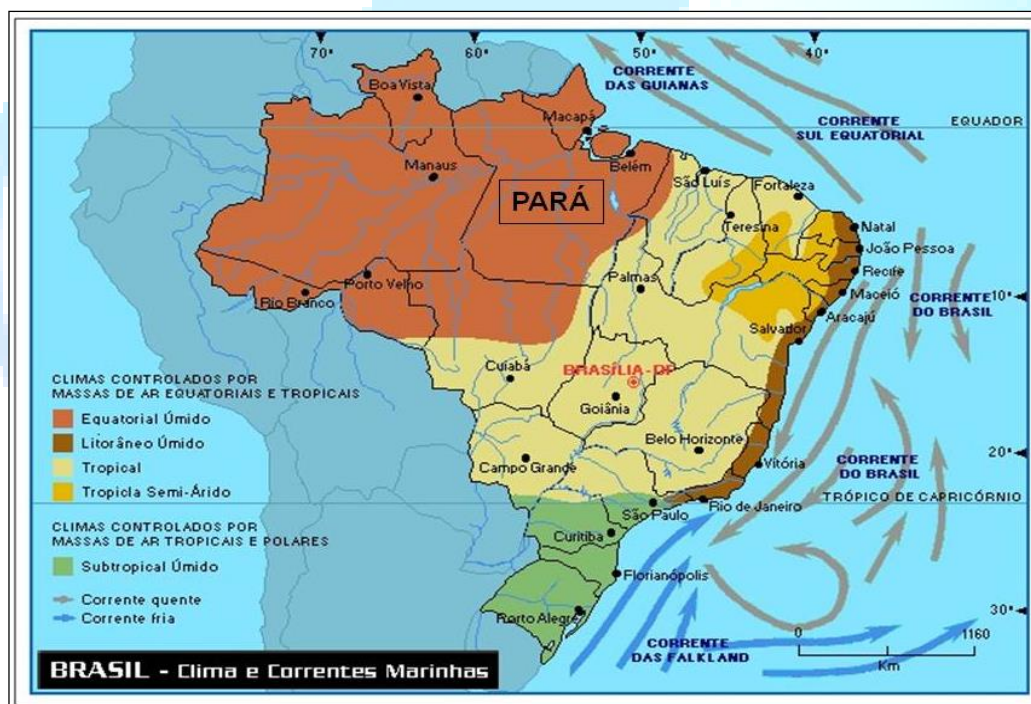 70°
60°
50°
40°
CORRENTE
DAS GUIANAS
CORRENTE
SUL EQUATORIAL
EQUADOR
Boa Vista
Macapá
Belém
Manaus
PARÁ
São Luís
Fortaleza
Teresina
Natal
João Pessoa
Recife
Maceió
Aracajú
Salvador
Palmas
Porto Velho
Rio Branco
CORRENTE
DO BRASIL
10°
Cuiabá
BRASÍLIA-DF
Goiânia
Belo Horizonte
Campo Grande
Vitória
CORRENTE
DO BRASIL
20°
TRÓPICO DE CAPRICÓRNIO
São Paulo
Rio de Janeiro
Curitiba
Florianópolis
Porto Alegre
CORRENTE
DAS FALKLAND
30°
0
1160
Km
CLIMAS CONTROLADOS POR
MASSAS DE AR EQUATORIAIS E TROPICAIS
Equatorial Úmido
Litorâneo Úmido
Tropical
Tropicla Semi-Árido
CLIMAS CONTROLADOS POR
MASSAS DE AR TROPICAIS E POLARES
Subtropical Úmido
Corrente quente
Corrente fria
BRASIL - Clima e Correntes Marinhas